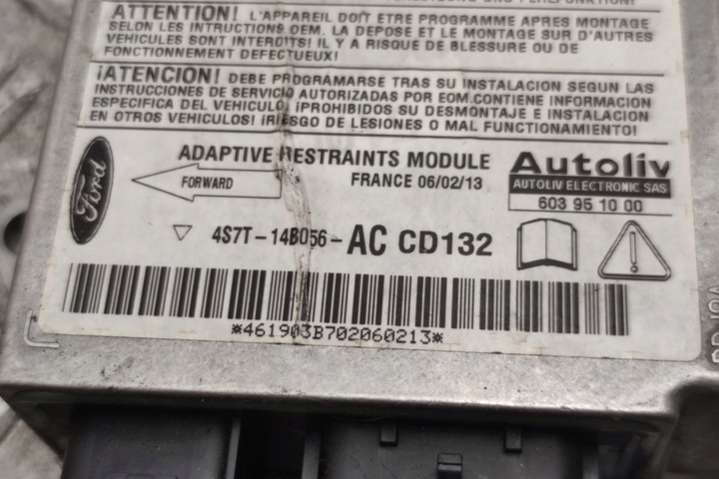 ATTENTION! L'APPAREIL DOIT ETRE PROGRAMME APRES MONTAGE
SELON LES INTRUCTIONS OEM. LA DEPOSE ET LE MONTAGE SUR D'AUTRES
VEHICULES SONT INTERDITS! IL Y A RISQUE DE BLESSURE OU DE
FONCTIONNEMENT DEFECTUEUX!
¡ATENCION! DEBE PROGRAMARSE TRAS SU INSTALACION SEGUN LAS
INSTRUCCIONES DE SERVICIO AUTORIZADAS POR EOM.CONTIENE INFORMACION
ESPECIFICA DEL VEHICULO. ¡PROHIBIDOS SU DESMONTAJE E INSTALACION
EN OTROS VEHICULOS! ¡RIESGO DE LESIONES O MAL FUNCTIONAMIENTO!
Ford
ADAPTIVE RESTRAINTS MODULE
FORWARD
FRANCE 06/02/13
Autoliv
AUTOLIV ELECTRONIC SAS
603 95 10 00
4S7T-14B056-AC CD132
*461903B702060213*